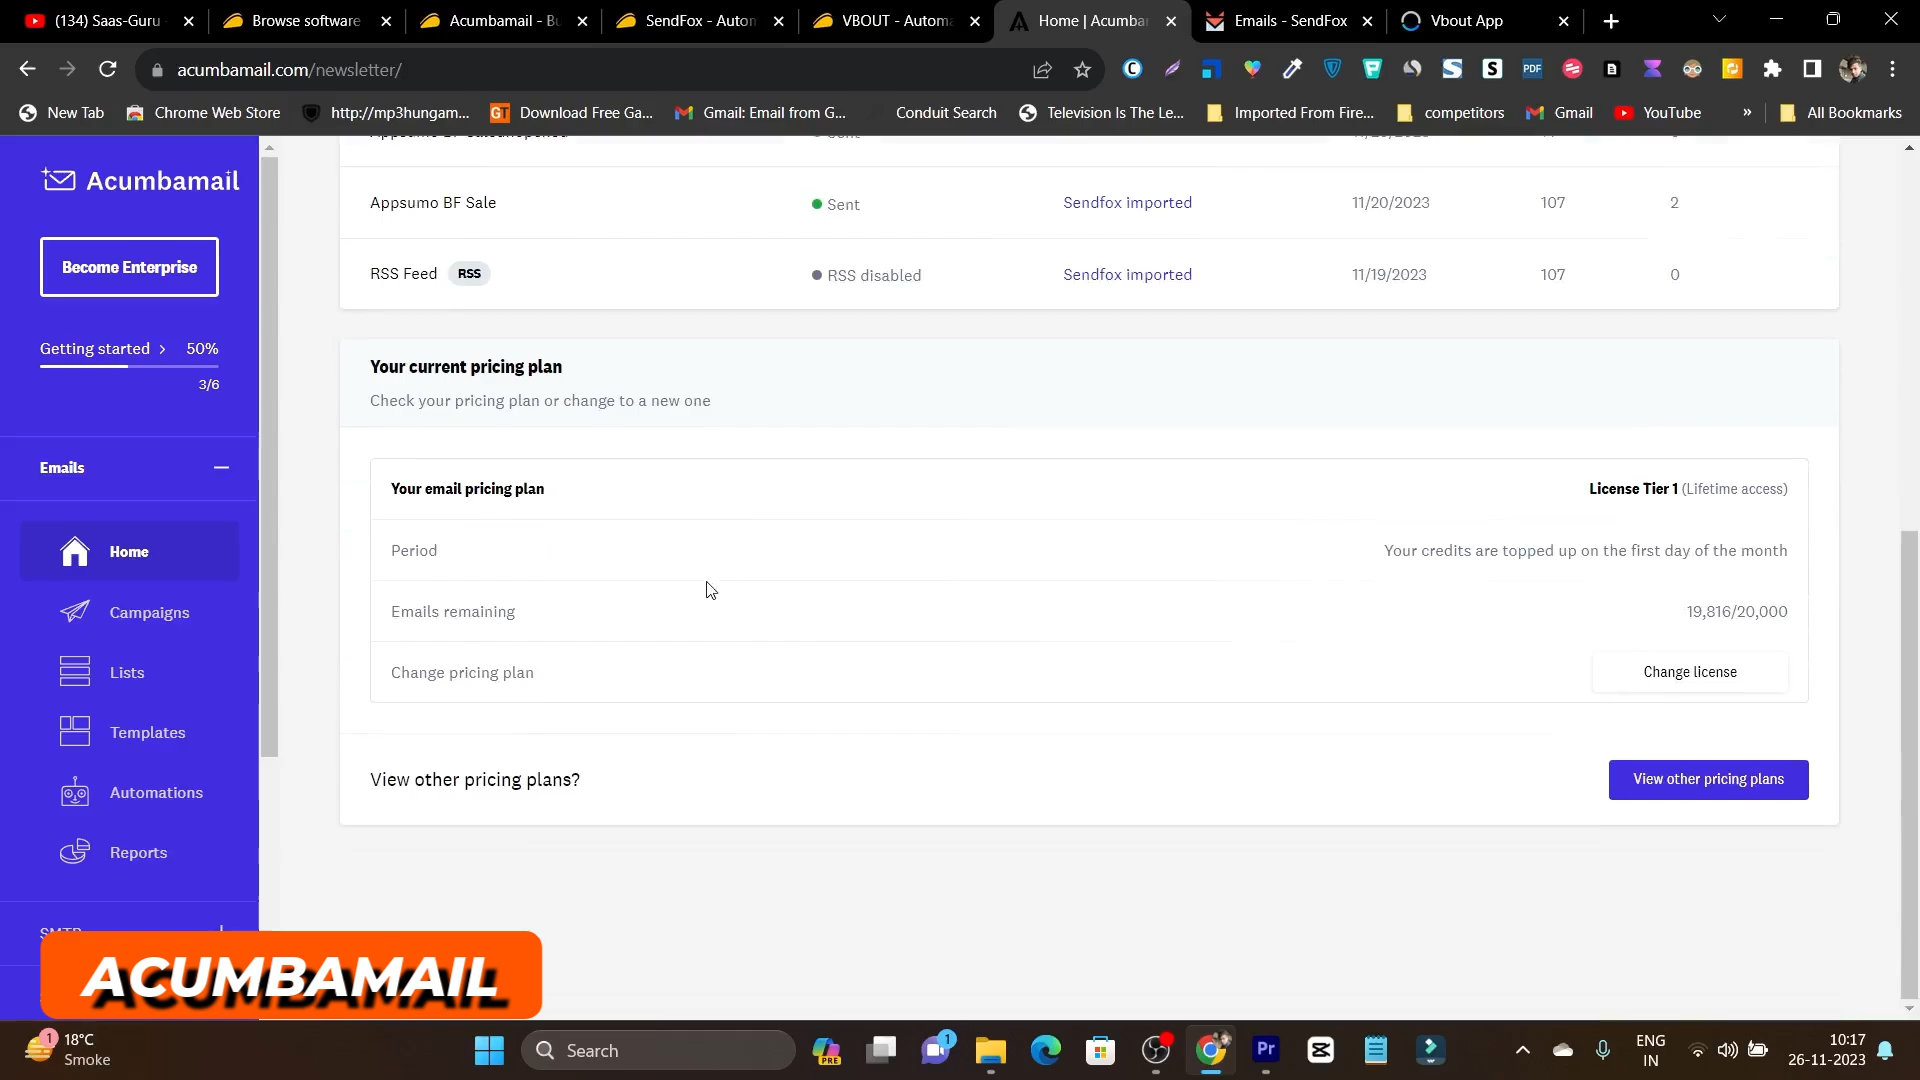 (134) Saas-Guru
Browse software
Acumbamail - Bu
SendFox - Autom
VBOUT - Automa
Home | Acumbam
Emails - SendFox
Vbout App
acumbamail.com/newsletter/
New Tab
Chrome Web Store
http://mp3hungam...
Download Free Ga...
Gmail: Email from G...
Conduit Search
Television Is The Le...
Imported From Fire...
competitors
Gmail
YouTube
»
All Bookmarks
Acumbamail
Become Enterprise
Getting started > 50%
3/6
Emails
Home
Campaigns
Lists
Templates
Automations
Reports
SMTP
Appsumo BF Sale Sent Sendfox imported 11/20/2023 107 2
RSS Feed RSS RSS disabled Sendfox imported 11/19/2023 107 0
Your current pricing plan
Check your pricing plan or change to a new one
Your email pricing plan License Tier 1 (Lifetime access)
Period Your credits are topped up on the first day of the month
Emails remaining 19,816/20,000
Change pricing plan Change license
View other pricing plans? View other pricing plans
ACUMBAMAIL
1
18°C
Smoke
Search
PRE
1
Pr
ENG
IN
10:17
26-11-2023